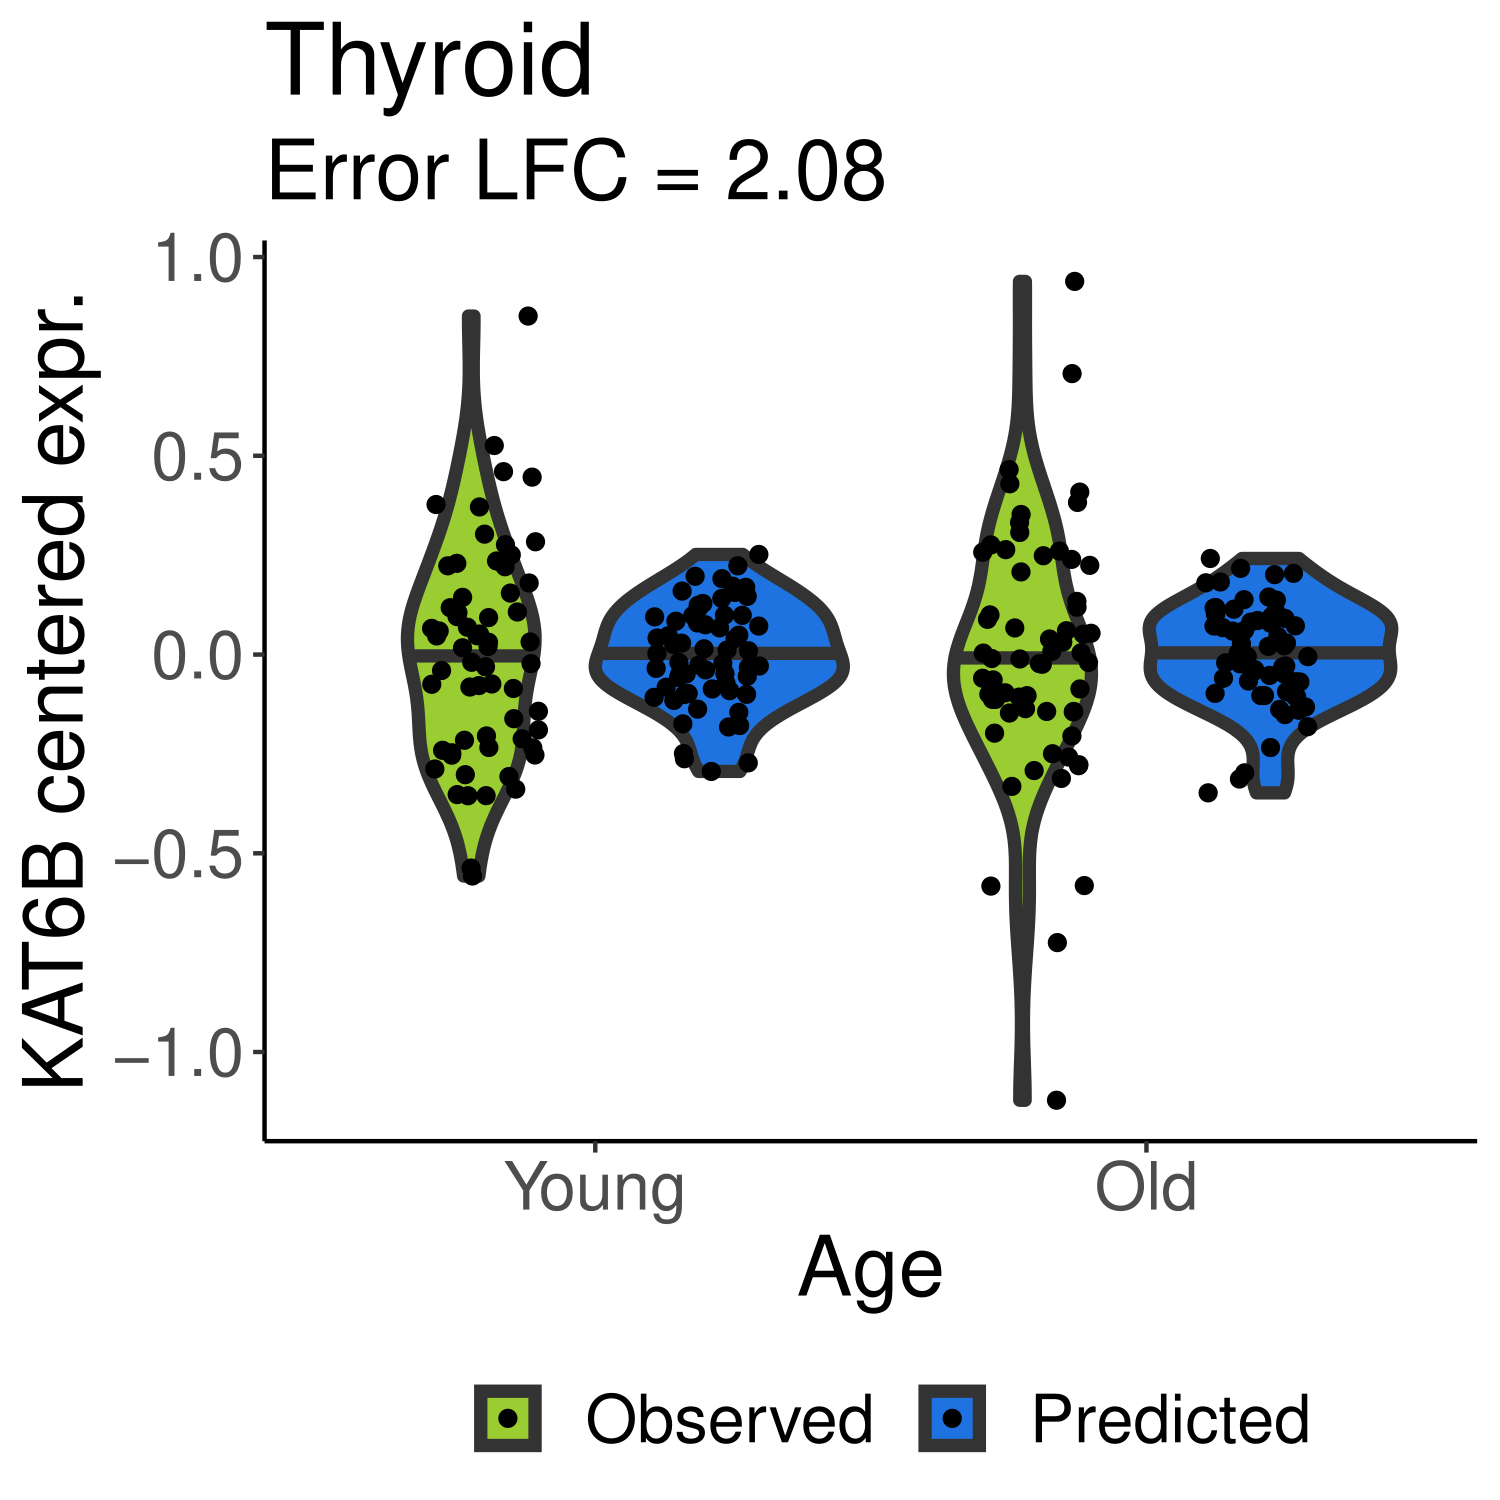 Thyroid
Error LFC = 2.08
KAT6B centered expr.
1.0
0.5
0.0
−0.5
−1.0
Young
Old
Age
Observed
Predicted